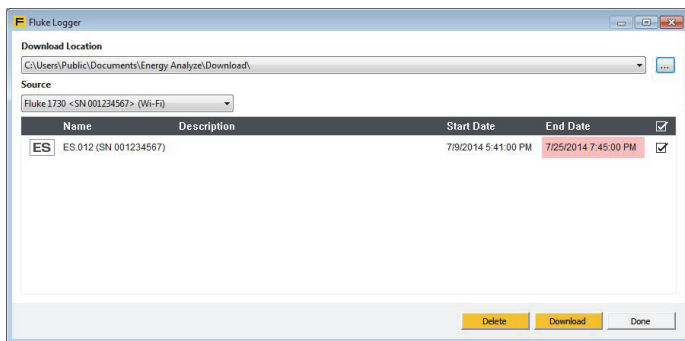 F Fluke Logger
Download Location
C:\Users\Public\Documents\Energy Analyze\Download\
...
Source
Fluke 1730 <SN 001234567> (Wi-Fi)
Name Description Start Date End Date
ES ES.012 (SN 001234567) 7/9/2014 5:41:00 PM 7/25/2014 7:45:00 PM
Delete Download Done